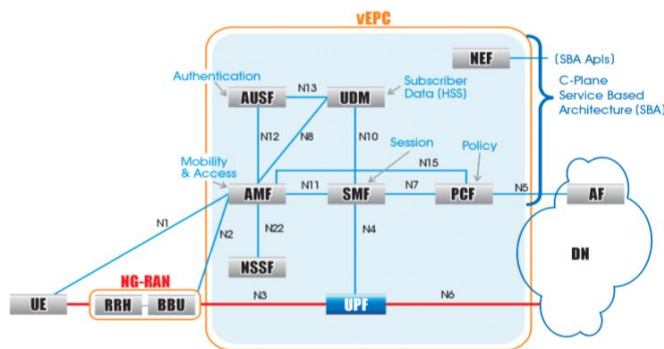 vEPC
NEF
(SBA Apis)
C-Plane
Service Based
Architecture (SBA)
Authentication
N13
Subscriber
Data (HSS)
AUSF
UDM
N12
N8
N10
Session
Policy
Mobility
& Access
N15
AMF
N11
SMF
N7
PCF
N5
AF
N1
N2
N22
N4
NSSF
DN
NG-RAN
UE
RRH
BBU
N3
UPF
N6